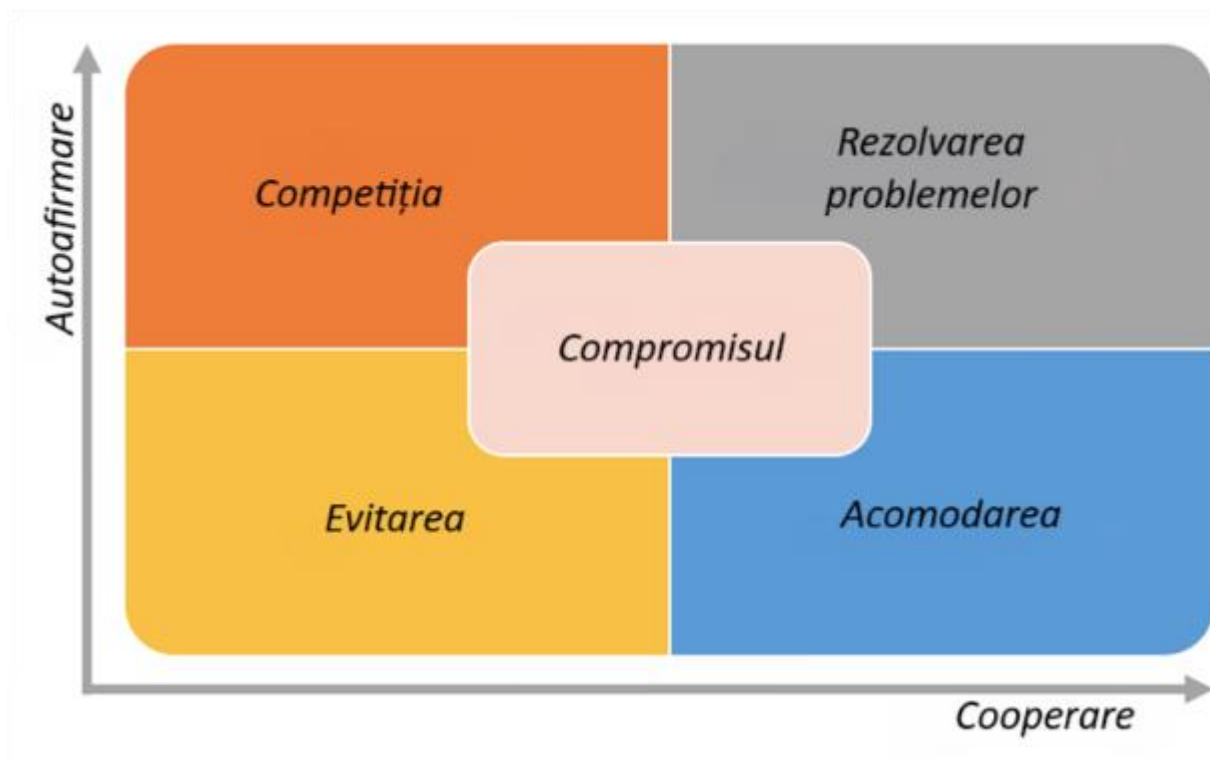 Autoafirmare
Competiția
Rezolvarea
problemelor
Compromisul
Evitarea
Acomodarea
Cooperare